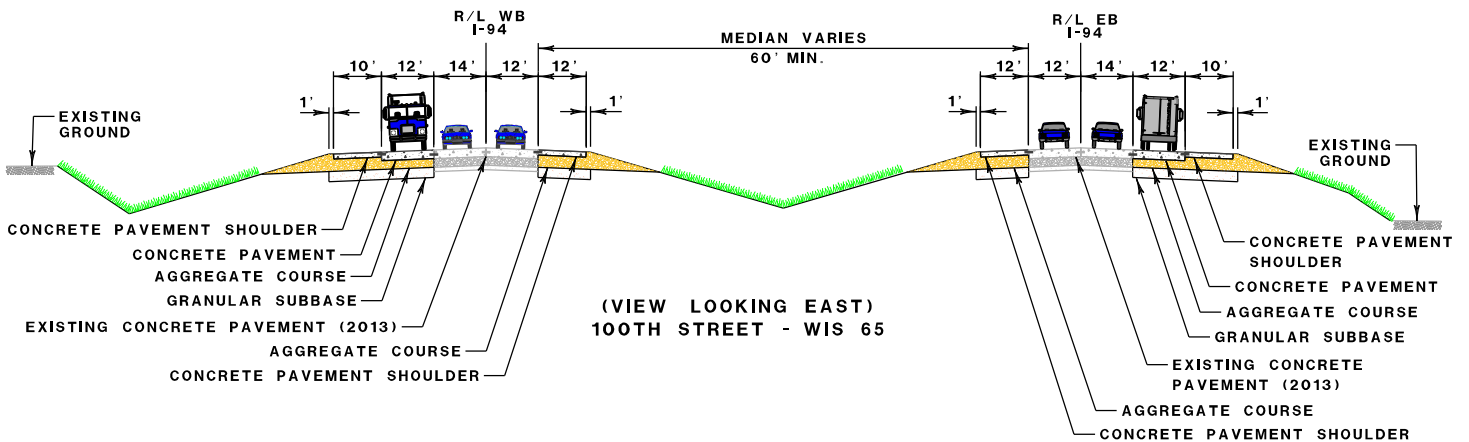 R/L WB
I-94
R/L EB
I-94
MEDIAN VARIES
60' MIN.
10'
12'
14'
12'
12'
12'
12'
14'
12'
10'
1'
1'
1'
1'
EXISTING
GROUND
EXISTING
GROUND
CONCRETE PAVEMENT SHOULDER
CONCRETE PAVEMENT
AGGREGATE COURSE
GRANULAR SUBBASE
EXISTING CONCRETE PAVEMENT (2013)
AGGREGATE COURSE
CONCRETE PAVEMENT SHOULDER
(VIEW LOOKING EAST)
100TH STREET - WIS 65
CONCRETE PAVEMENT
SHOULDER
CONCRETE PAVEMENT
AGGREGATE COURSE
GRANULAR SUBBASE
EXISTING CONCRETE
PAVEMENT (2013)
AGGREGATE COURSE
CONCRETE PAVEMENT SHOULDER